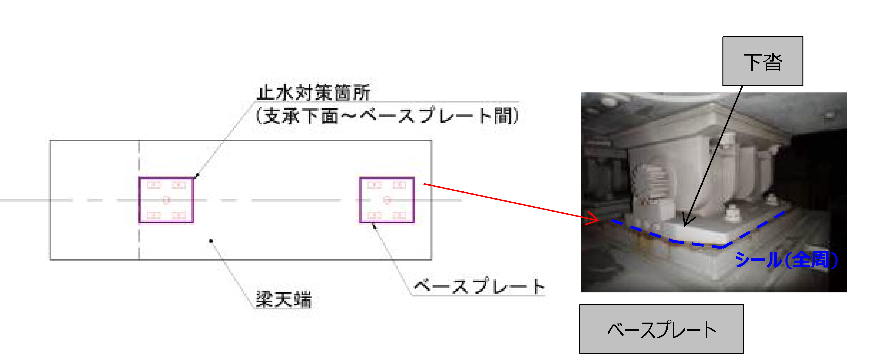 下沓
止水対策箇所
(支承下面～ベースプレート間)
シール(全周)
ベースプレート
梁天端
ベースプレート